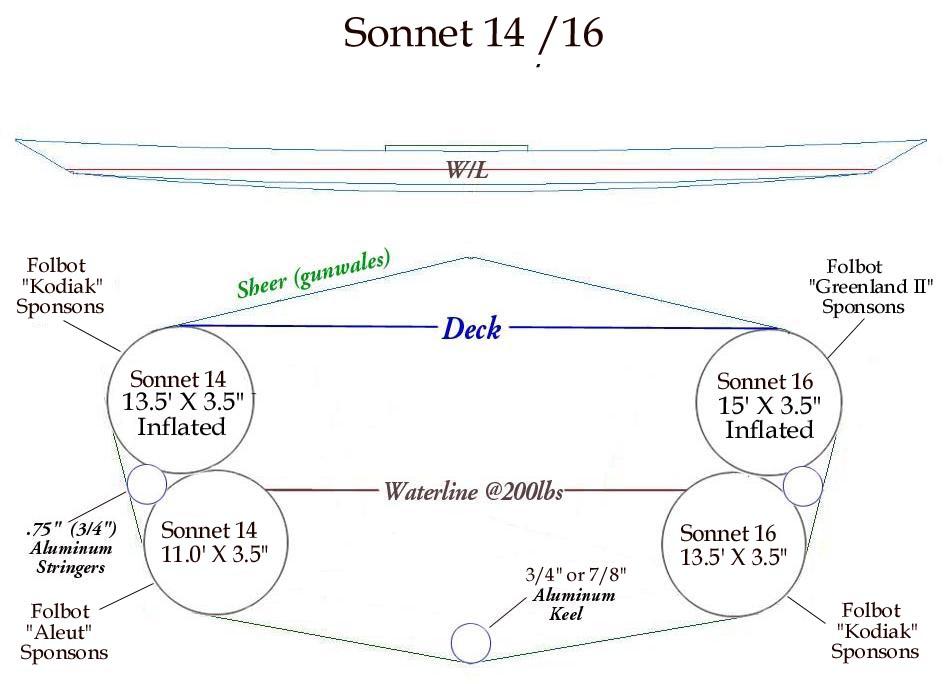 Sonnet 14 /16
W/L
Sheer (gunwales)
Folbot
"Kodiak"
Sponsons
Folbot
"Greenland II"
Sponsons
Deck
Sonnet 14
13.5' X 3.5"
Inflated
Sonnet 16
15' X 3.5"
Inflated
Waterline @200lbs
.75" (3/4")
Aluminum
Stringers
Sonnet 14
11.0' X 3.5"
Sonnet 16
13.5' X 3.5"
3/4" or 7/8"
Aluminum
Keel
Folbot
"Aleut"
Sponsons
Folbot
"Kodiak"
Sponsons